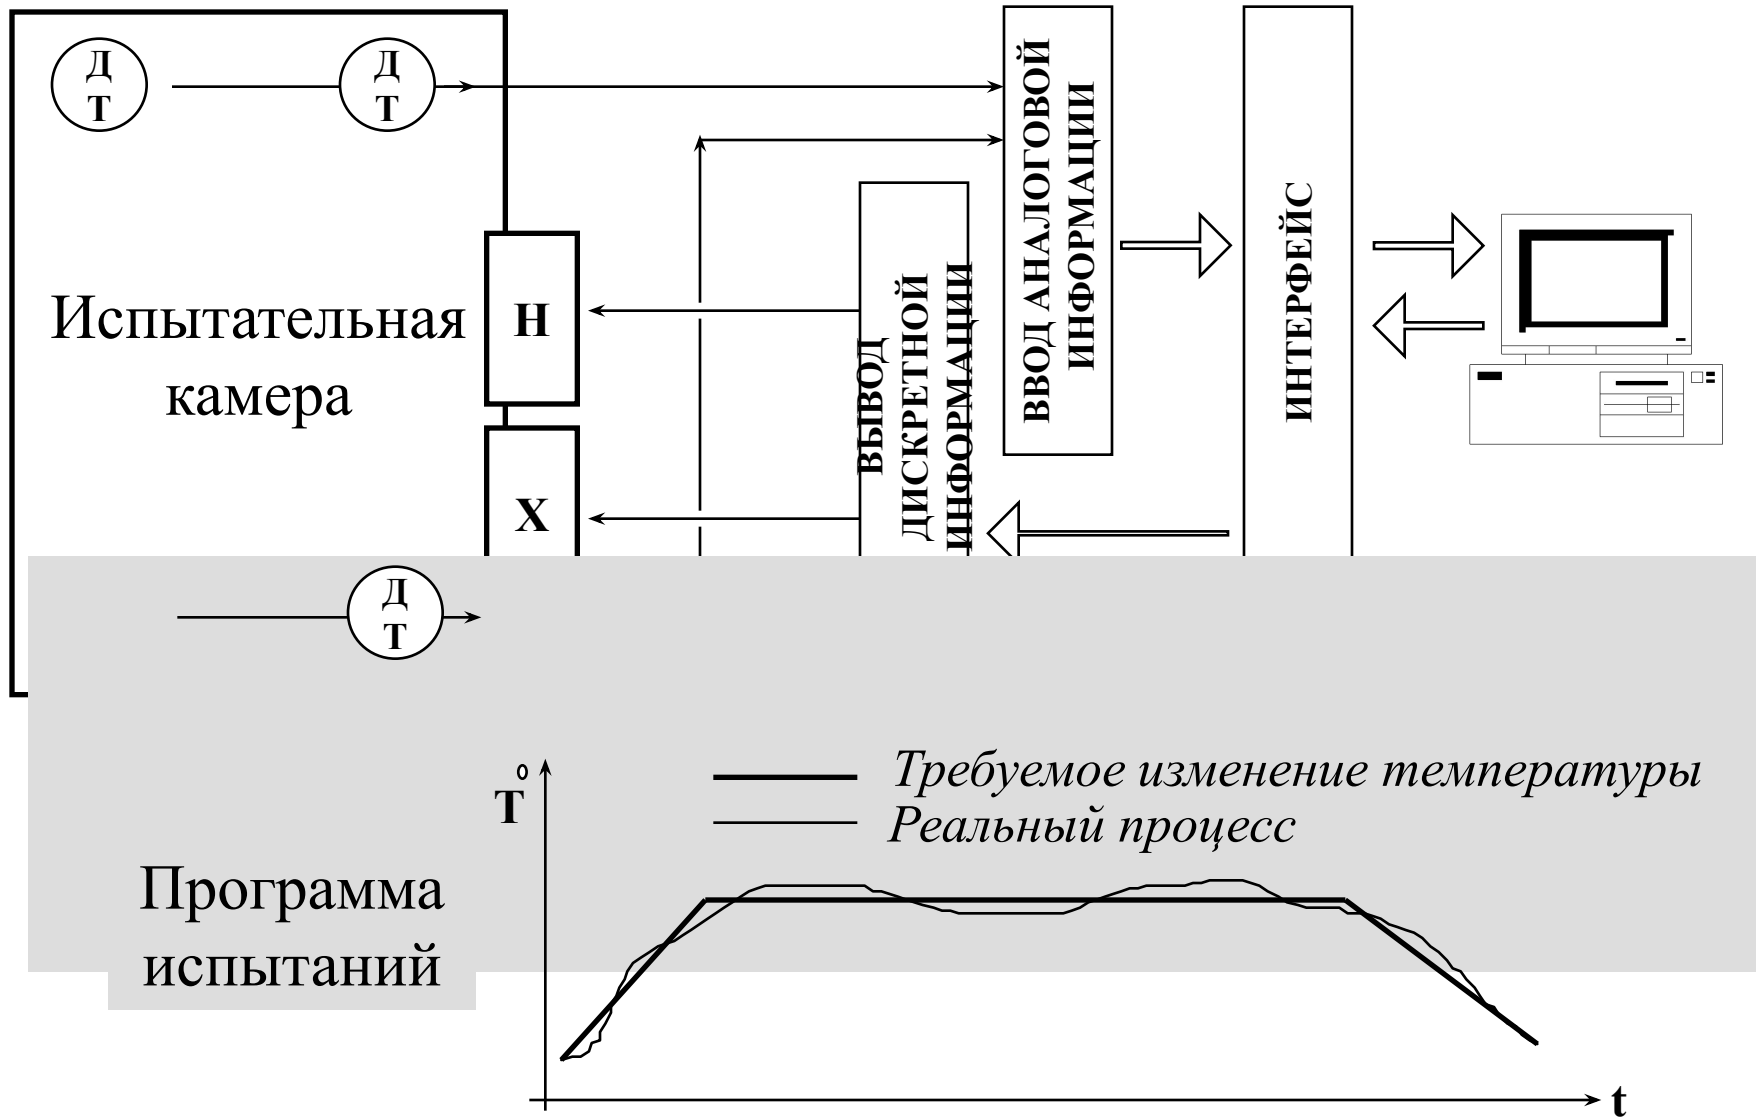 Д
Т
Д
Т
ВВОД АНАЛОГОВОЙ
ИНФОРМАЦИИ
ИНТЕРФЕЙС
ВЫВОД
ДИСКРЕТНОЙ
ИНФОРМАЦИИ
Испытательная
камера
Н
Х
Д
Т
T°
Требуемое изменение температуры
Реальный процесс
Программа
испытаний
t